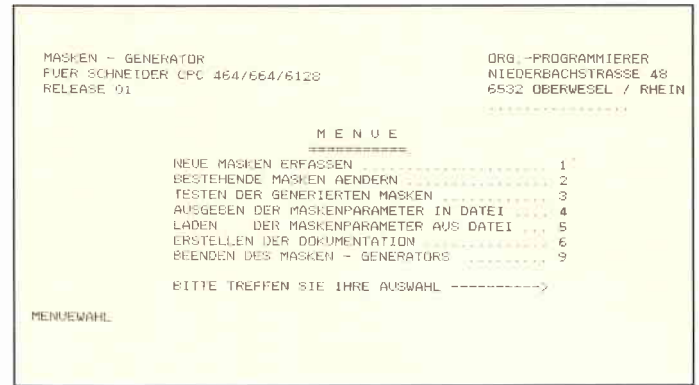 MASKEN - GENERATOR
FUER SCHNEIDER CPC 464/664/6128
RELEASE 01
ORG.-PROGRAMMIERER
NIEDERBACHSTRASSE 48
6532 OBERWESEL / RHEIN
M E N U E
===========
NEUE MASKEN ERFASSEN ........................ 1
BESTEHENDE MASKEN AENDERN ................... 2
TESTEN DER GENERIERTEN MASKEN ............... 3
AUSGEBEN DER MASKENPARAMETER IN DATEI ... 4
LADEN DER MASKENPARAMETER AUS DATEI ... 5
ERSTELLEN DER DOKUMENTATION ................. 6
BEENDEN DES MASKEN - GENERATORS ............. 9
BITTE TREFFEN SIE IHRE AUSWAHL ---------->
MENUEWAHL